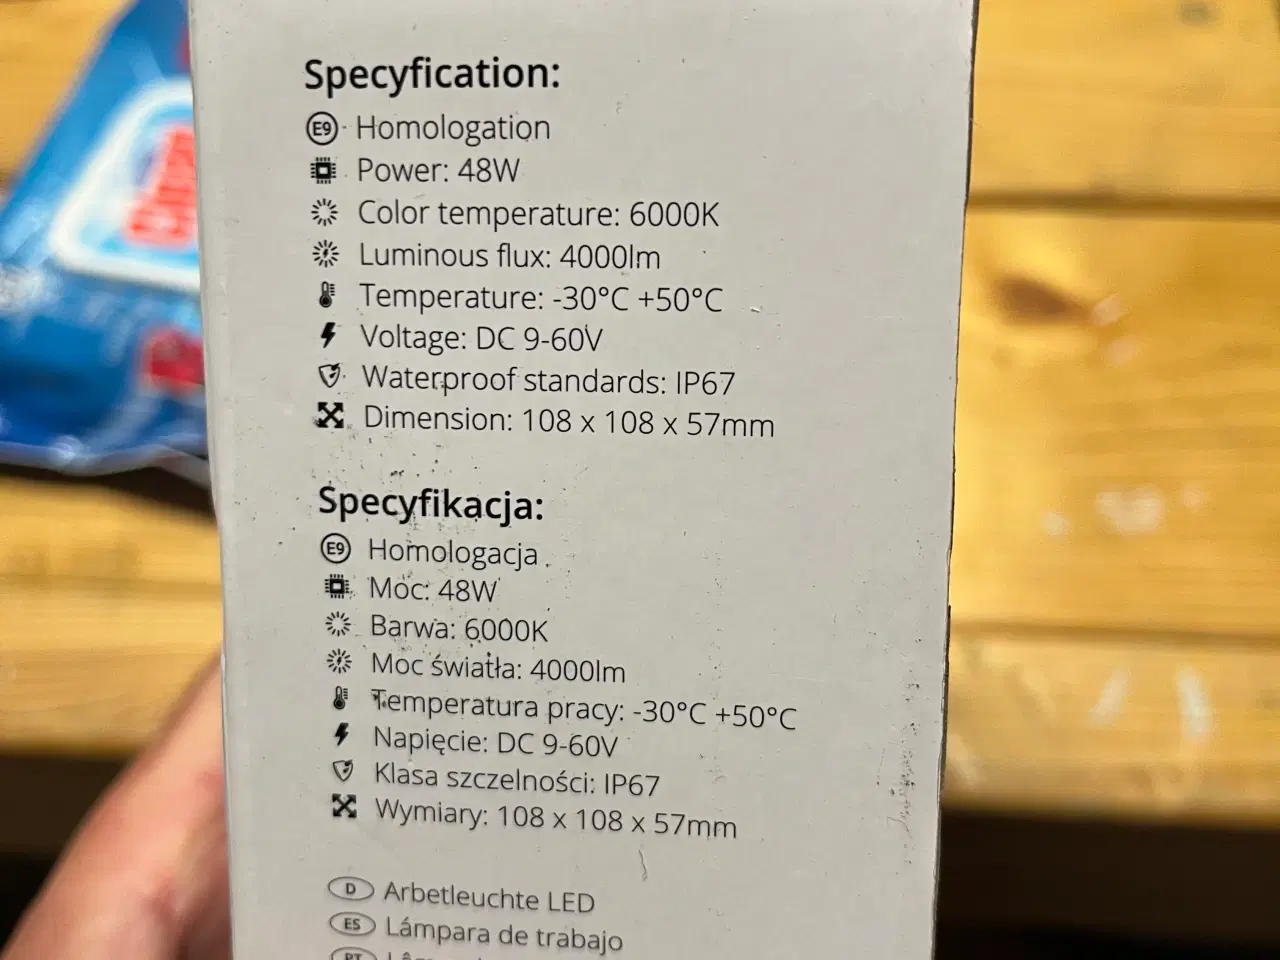 Specyfication:
E9 Homologation
Power: 48W
Color temperature: 6000K
Luminous flux: 4000lm
Temperature: -30°C +50°C
Voltage: DC 9-60V
Waterproof standards: IP67
Dimension: 108 x 108 x 57mm
Specyfikacja:
E9 Homologacja
Moc: 48W
Barwa: 6000K
Moc światła: 4000lm
Temperatura pracy: -30°C +50°C
Napięcie: DC 9-60V
Klasa szczelności: IP67
Wymiary: 108 x 108 x 57mm
D Arbetleuchte LED
ES Lámpara de trabajo
PT